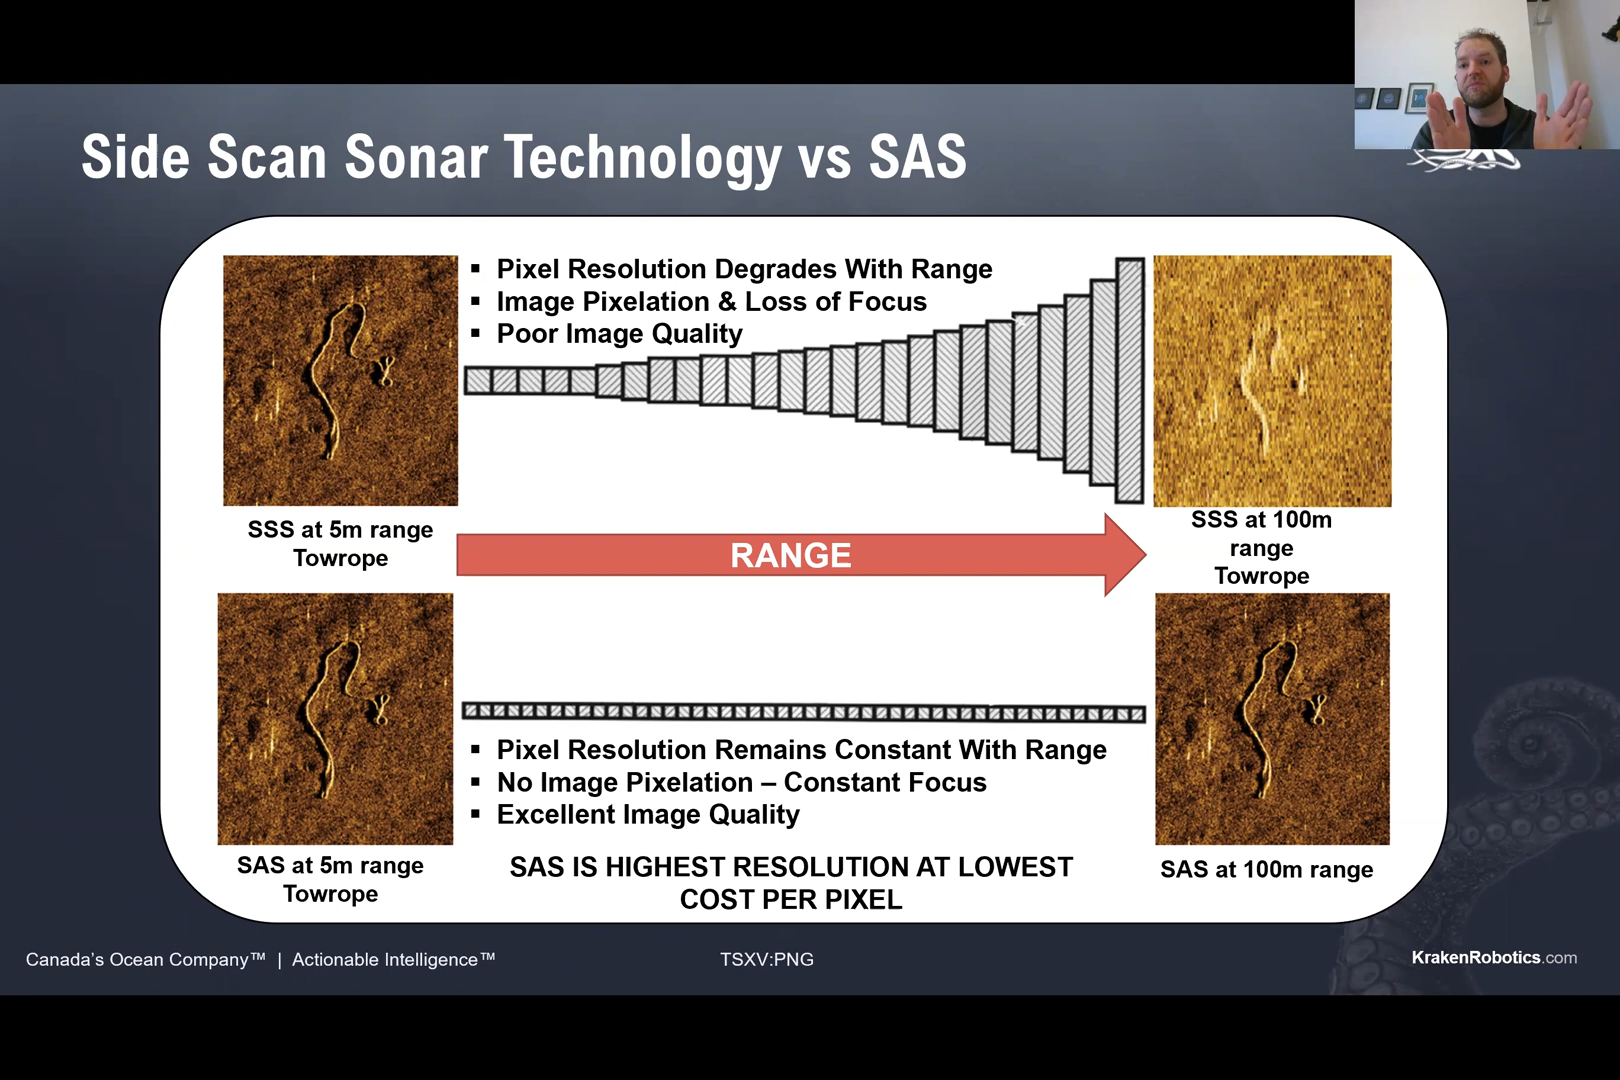 Side Scan Sonar Technology vs SAS
▪ Pixel Resolution Degrades With Range
▪ Image Pixelation & Loss of Focus
▪ Poor Image Quality
SSS at 5m range
Towrope
RANGE
SSS at 100m
range
Towrope
▪ Pixel Resolution Remains Constant With Range
▪ No Image Pixelation – Constant Focus
▪ Excellent Image Quality
SAS at 5m range
Towrope
SAS IS HIGHEST RESOLUTION AT LOWEST
COST PER PIXEL
SAS at 100m range
Canada's Ocean Company™ | Actionable Intelligence™
TSXV:PNG
KrakenRobotics.com